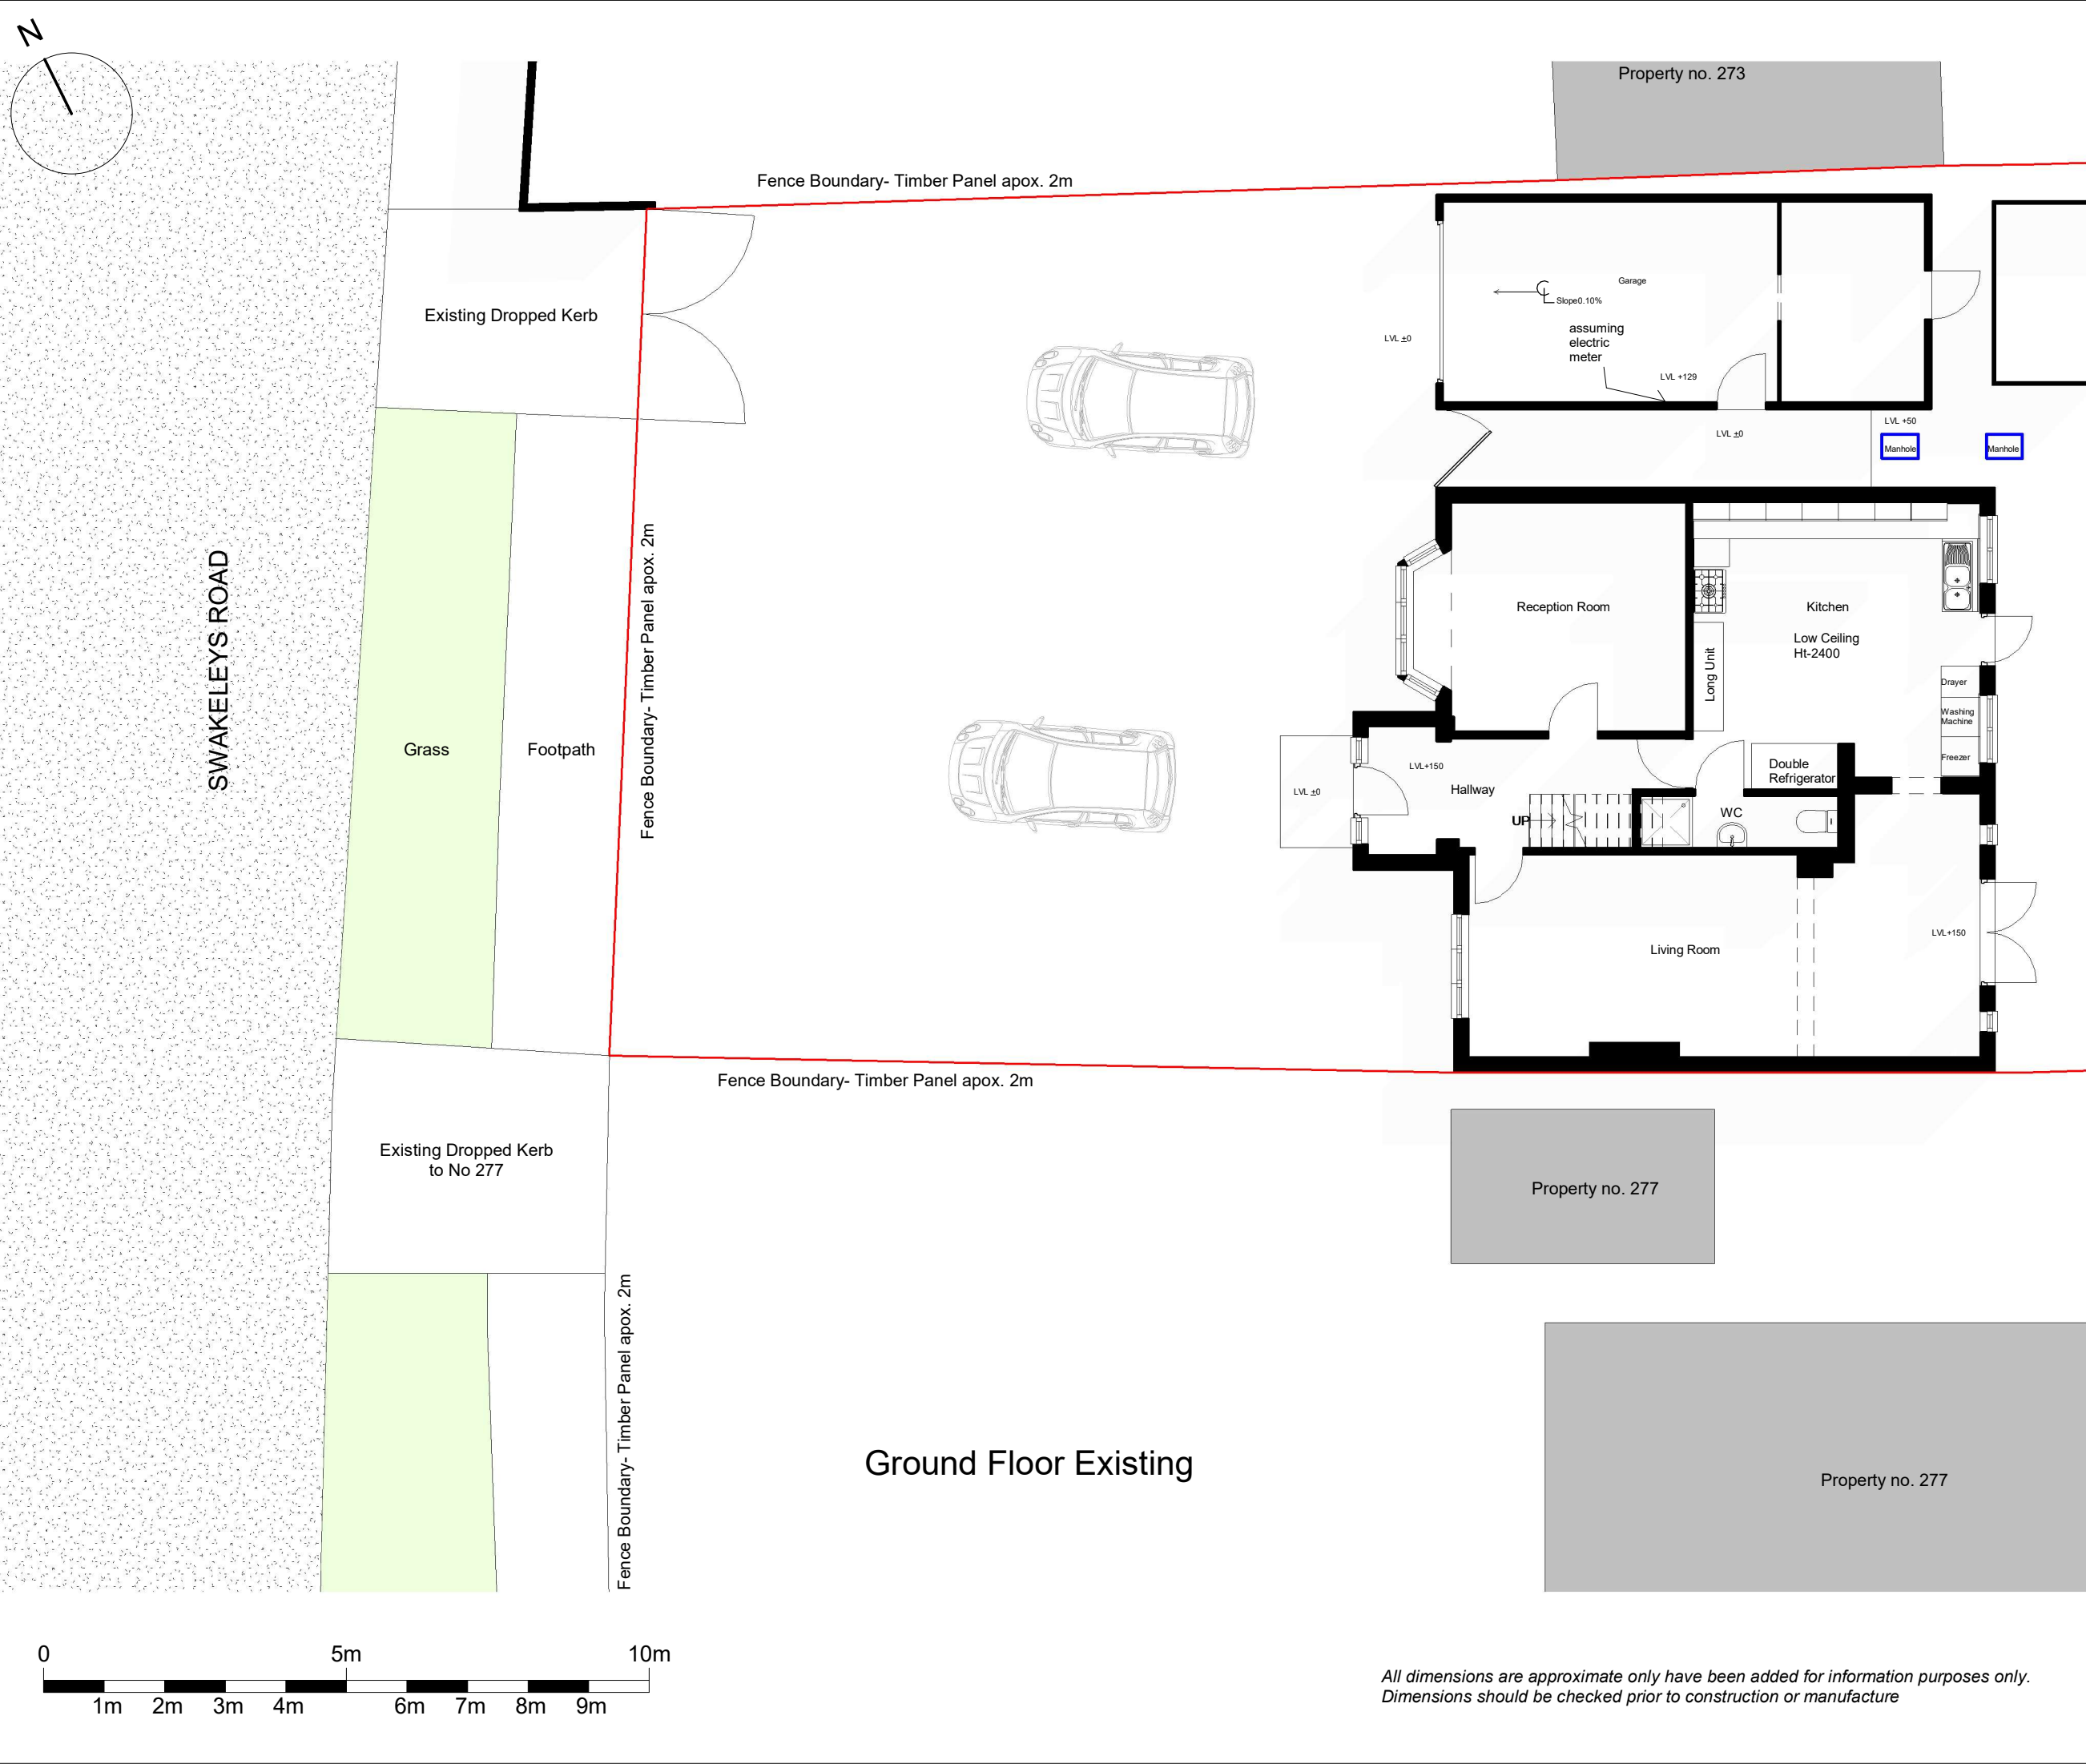 N
Property no. 273
Fence Boundary- Timber Panel apox. 2m
Existing Dropped Kerb
Garage
Slope0.10%
assuming
electric
meter
LVL ±0
LVL +129
LVL +50
LVL ±0
Manhole
Manhole
SWAKELEYS ROAD
Grass
Footpath
Fence Boundary- Timber Panel apox. 2m
Reception Room
Kitchen
Low Ceiling
Ht-2400
Long Unit
Drayer
Washing
Machine
Freezer
Double
Refrigerator
LVL+150
Hallway
LVL ±0
UP
WC
LVL+150
Living Room
Fence Boundary- Timber Panel apox. 2m
Existing Dropped Kerb
to No 277
Property no. 277
Fence Boundary- Timber Panel apox. 2m
Ground Floor Existing
Property no. 277
0
5m
10m
1m
2m
3m
4m
6m
7m
8m
9m
All dimensions are approximate only have been added for information purposes only.
Dimensions should be checked prior to construction or manufacture